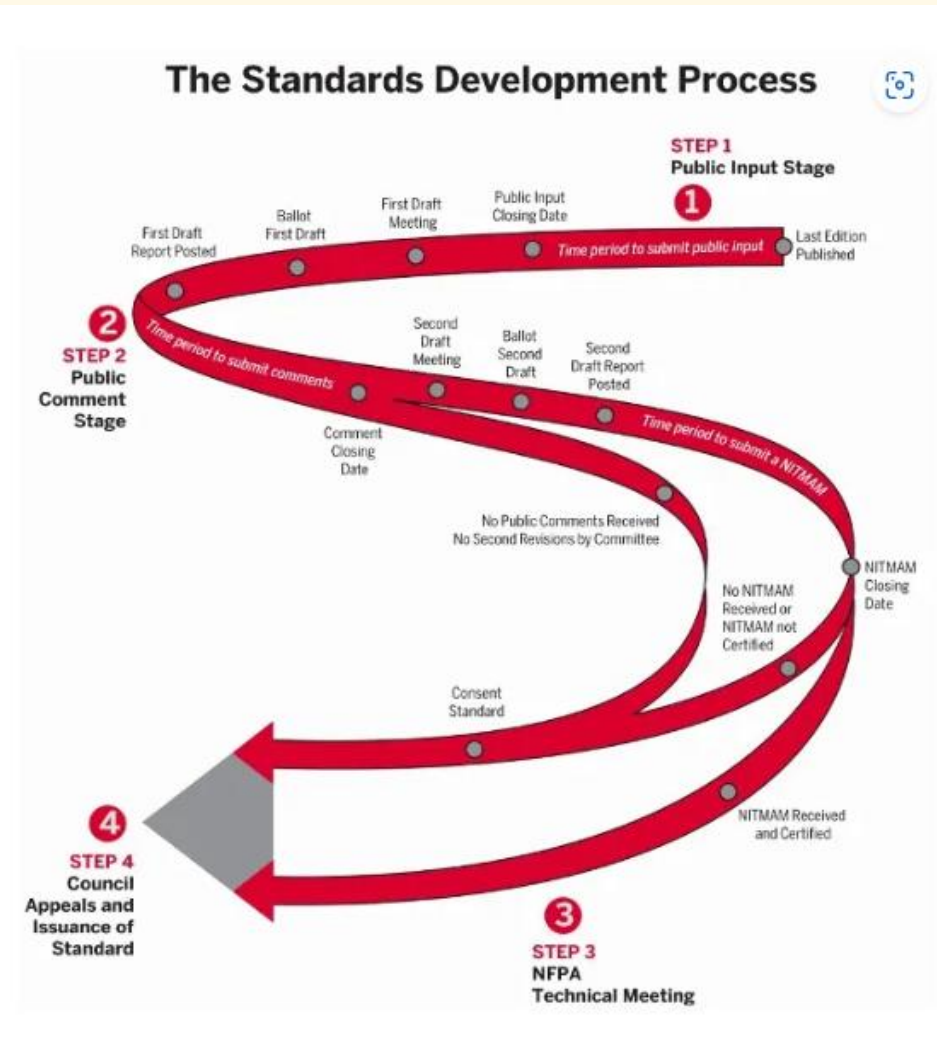 The Standards Development Process
STEP 1
Public Input Stage
1
Last Edition
Published
Time period to submit public input
Public Input
Closing Date
First Draft
Meeting
Ballot
First Draft
First Draft
Report Posted
2
STEP 2
Public
Comment
Stage
Time period to submit comments
Comment
Closing
Date
Second
Draft
Meeting
Ballot
Second
Draft
Second
Draft Report
Posted
Time period to submit a NITMAM
No Public Comments Received
No Second Revisions by Committee
NITMAM
Closing
Date
No NITMAM
Received or
NITMAM not
Certified
Consent
Standard
NITMAM Received
and Certified
3
STEP 3
NFPA
Technical Meeting
4
STEP 4
Council
Appeals and
Issuance of
Standard